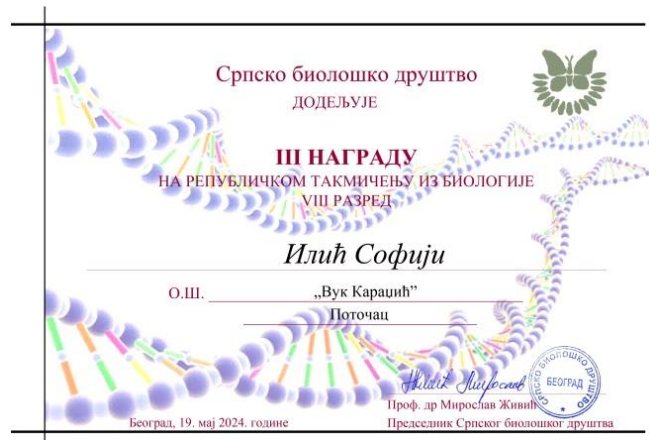 Српско биолошко друштво
ДОДЕЉУЈЕ
III НАГРАДУ
НА РЕПУБЛИЧКОМ ТАКМИЧЕЊУ ИЗ БИОЛОГИЈЕ
VIII РАЗРЕД
Илић Софији
О.Ш. „Вук Караџић”
Поточац
СРПСКО БИОЛОШКО ДРУШТВО
БЕОГРАД
Проф. др Мирослав Живић
Београд, 19. мај 2024. године
Председник Српског биолошког друштва